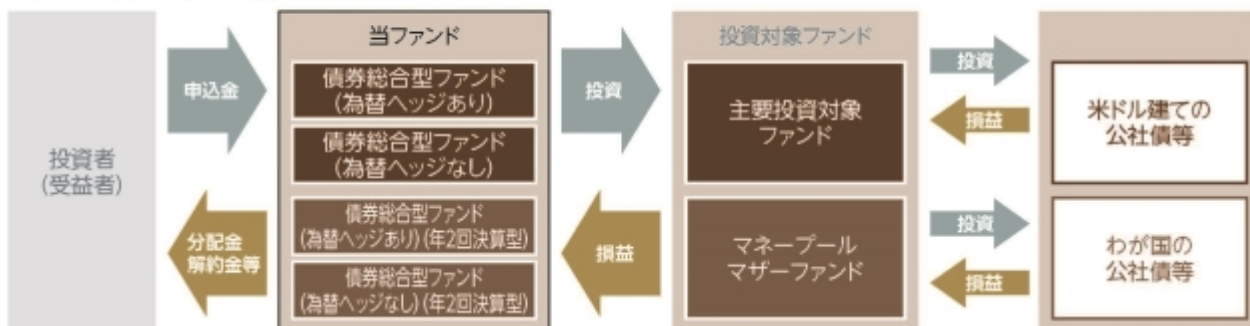 投資者
(受益者)
申込金
分配金
解約金等
当ファンド
債券総合型ファンド
(為替ヘッジあり)
債券総合型ファンド
(為替ヘッジなし)
債券総合型ファンド
(為替ヘッジあり)(年2回決算型)
債券総合型ファンド
(為替ヘッジなし)(年2回決算型)
投資
損益
投資対象ファンド
主要投資対象
ファンド
マネープール
マザーファンド
投資
損益
投資
損益
米ドル建ての
公社債等
わが国の
公社債等